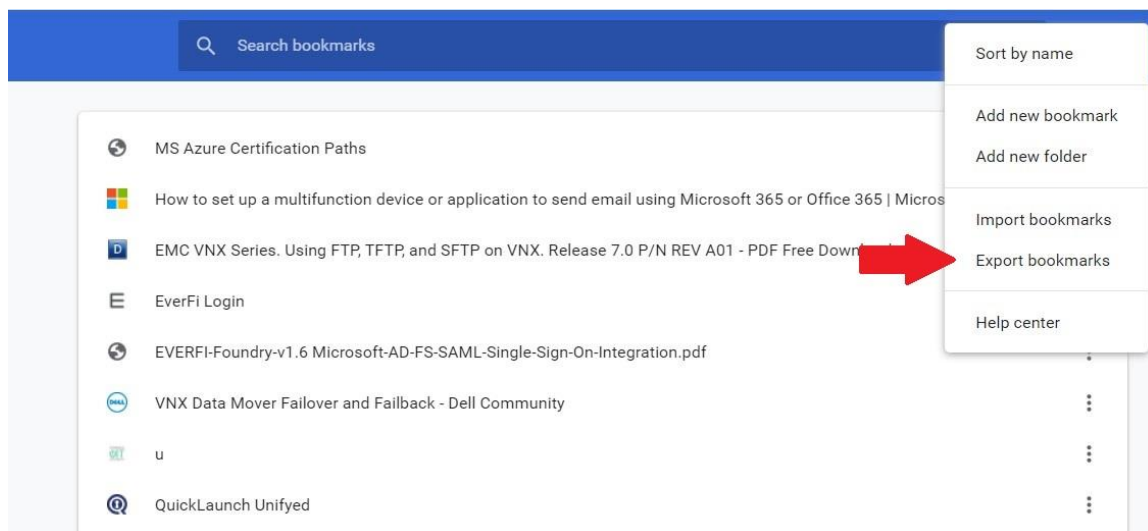 Search bookmarks
Sort by name
Add new bookmark
Add new folder
Import bookmarks
Export bookmarks
Help center
MS Azure Certification Paths
How to set up a multifunction device or application to send email using Microsoft 365 or Office 365 | Micros
D
EMC VNX Series. Using FTP, TFTP, and SFTP on VNX. Release 7.0 P/N REV A01 - PDF Free
E
EverFi Login
EVERFI-Foundry-v1.6 Microsoft-AD-FS-SAML-Single-Sign-On-Integration.pdf
DELL
VNX Data Mover Failover and Failback - Dell Community
u
QuickLaunch Unifyed